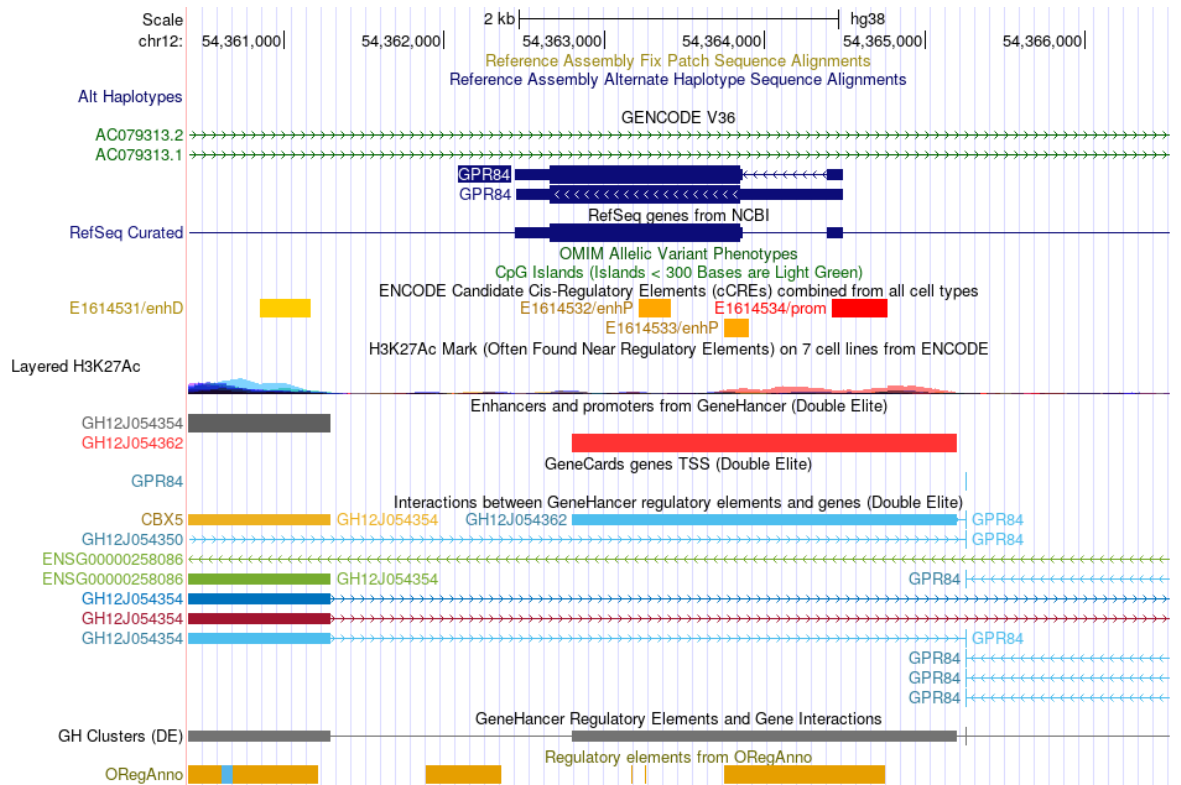 Scale 2 kb hg38
chr12: 54,361,000 54,362,000 54,363,000 54,364,000 54,365,000 54,366,000
Reference Assembly Fix Patch Sequence Alignments
Reference Assembly Alternate Haplotype Sequence Alignments
Alt Haplotypes
GENCODE V36
AC079313.2
AC079313.1
GPR84
GPR84
RefSeq genes from NCBI
RefSeq Curated
OMIM Allelic Variant Phenotypes
CpG Islands (Islands < 300 Bases are Light Green)
ENCODE Candidate Cis-Regulatory Elements (cCREs) combined from all cell types
E1614531/enhD E1614532/enhP E1614534/prom
E1614533/enhP
H3K27Ac Mark (Often Found Near Regulatory Elements) on 7 cell lines from ENCODE
Layered H3K27Ac
Enhancers and promoters from GeneHancer (Double Elite)
GH12J054354
GH12J054362
GeneCards genes TSS (Double Elite)
GPR84
Interactions between GeneHancer regulatory elements and genes (Double Elite)
CBX5 GH12J054354 GH12J054362 GPR84
GH12J054350 GPR84
ENSG00000258086
ENSG00000258086 GH12J054354 GPR84
GH12J054354
GH12J054354
GH12J054354 GPR84
GPR84
GPR84
GPR84
GeneHancer Regulatory Elements and Gene Interactions
GH Clusters (DE)
Regulatory elements from ORegAnno
ORegAnno